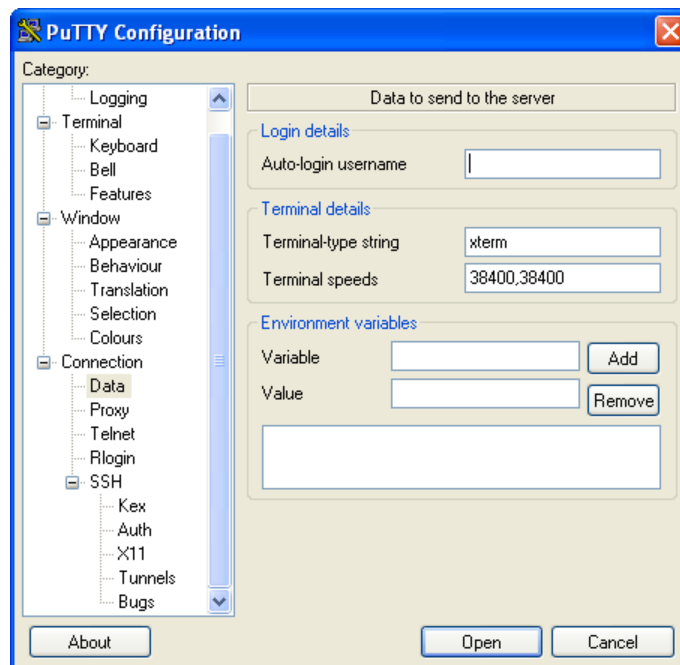 PuTTY Configuration
Category:
Logging
Terminal
Keyboard
Bell
Features
Window
Appearance
Behaviour
Translation
Selection
Colours
Connection
Data
Proxy
Telnet
Rlogin
SSH
Kex
Auth
X11
Tunnels
Bugs
Data to send to the server
Login details
Auto-login username
Terminal details
Terminal-type string xterm
Terminal speeds 38400,38400
Environment variables
Variable Add
Value Remove
About Open Cancel